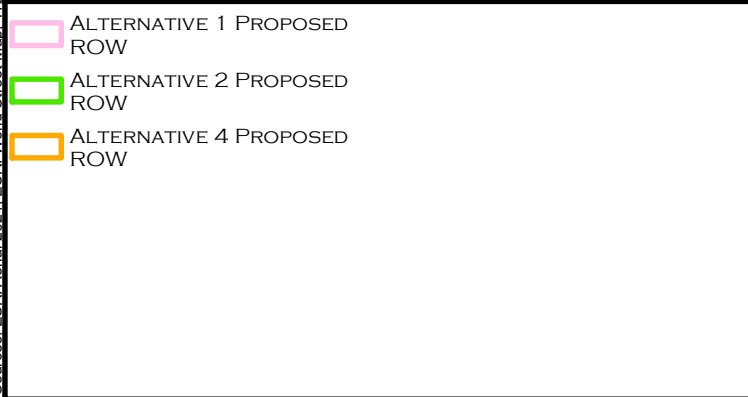 Alternative 1 Proposed
ROW
Alternative 2 Proposed
ROW
Alternative 4 Proposed
ROW